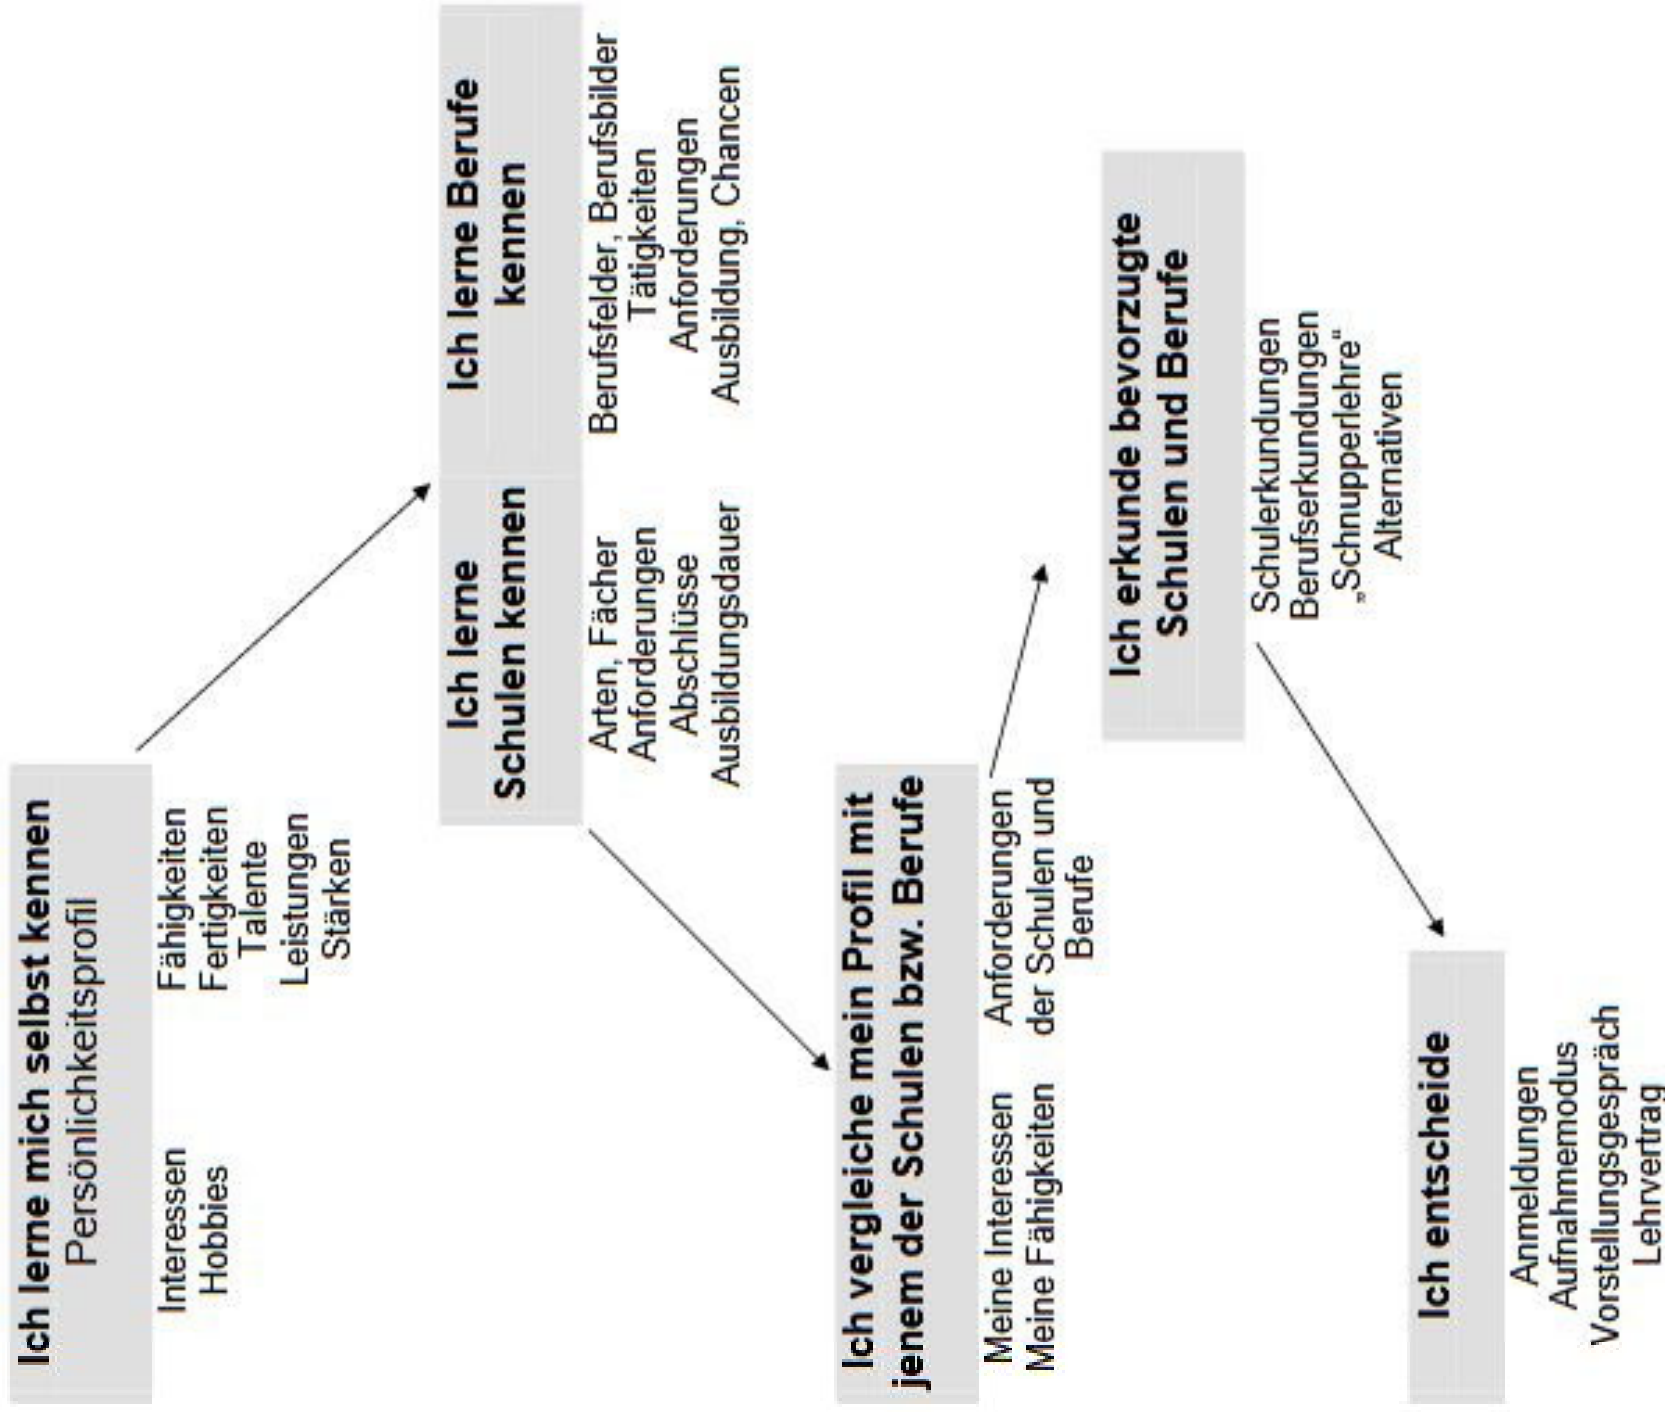 Ich lerne mich selbst kennen
Persönlichkeitsprofil
Interessen
Hobbies
Fähigkeiten
Fertigkeiten
Talente
Leistungen
Stärken
Ich lerne
Schulen kennen
Arten, Fächer
Anforderungen
Abschlüsse
Ausbildungsdauer
Ich lerne Berufe
kennen
Berufsfelder, Berufsbilder
Tätigkeiten
Anforderungen
Ausbildung, Chancen
Ich vergleiche mein Profil mit
jenem der Schulen bzw. Berufe
Meine Interessen
Meine Fähigkeiten
Anforderungen
der Schulen und
Berufe
Ich erkunde bevorzugte
Schulen und Berufe
Schulerkundungen
Berufserkundungen
„Schnupperlehre“
Alternativen
Ich entscheide
Anmeldungen
Aufnahmemodus
Vorstellungsgespräch
Lehrvertrag